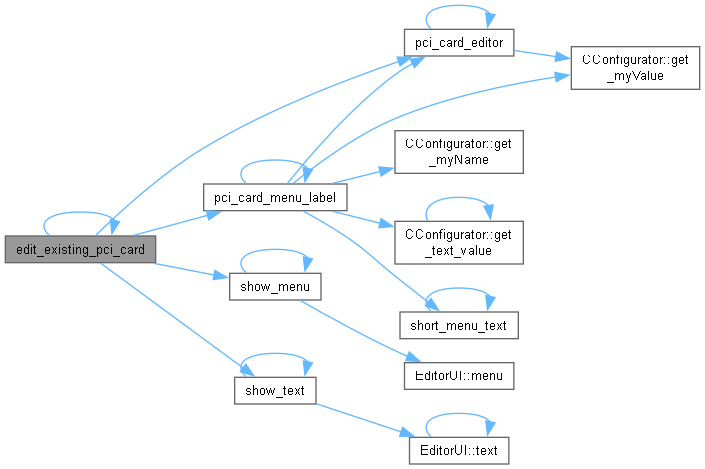 pci_card_editor
CConfigurator::get
_myValue
CConfigurator::get
_myName
pci_card_menu_label
CConfigurator::get
_text_value
edit_existing_pci_card
show_menu
short_menu_text
EditorUI::menu
show_text
EditorUI::text